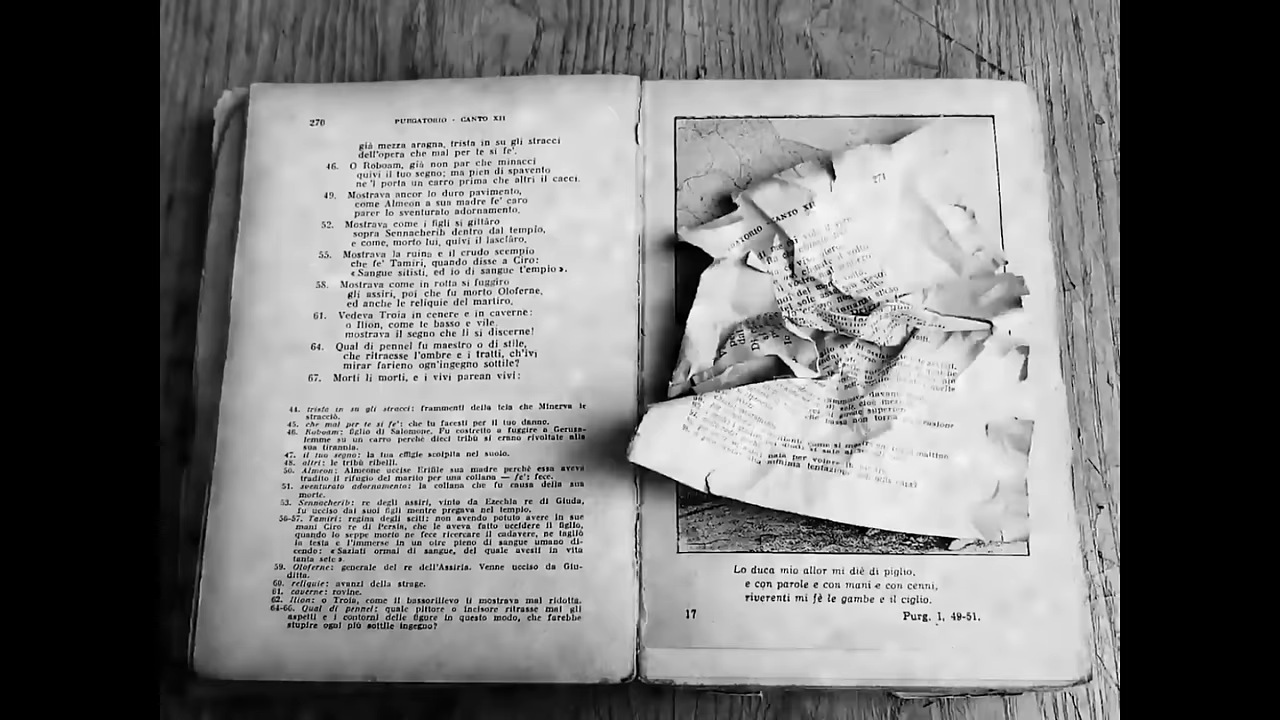 270
PURGATORIO - CANTO XII
già mezza aragna, trista in su gli stracci
dell'opera che mal per te si fe'.
46. O Roboam, già non par che minacci
quivi il tuo segno; ma pien di spavento
ne 'l porta un carro prima che altri il cacci.
49. Mostrava ancor lo duro pavimento,
come Almeon a sua madre fe' caro
parer lo sventurato adornamento.
52. Mostrava come i figli si gittâro
sopra Sennacherib dentro dal tempio,
e come, morto lui, quivi il lasciâro.
55. Mostrava la ruina e il crudo scempio
che fe' Tamiri, quando disse a Ciro:
«Sangue sitisti, ed io di sangue t'empio».
58. Mostrava come in rotta si fuggiro
gli assiri, poi che fu morto Oloferne,
ed anche le reliquie del martiro.
61. Vedeva Troia in cenere e in caverne:
o Ilion, come te basso e vile
mostrava il segno che lì si discerne!
64. Qual di pennel fu maestro o di stile,
che ritraesse l'ombre e i tratti, ch'ivi
mirar farieno ogn'ingegno sottile?
67. Morti li morti, e i vivi parean vivi:
44. trista in su gli stracci: frammenti della tela che Minerva le
stracciò.
45. che mal per te si fe': che tu facesti per il tuo danno.
46. Roboam: figlio di Salomone. Fu costretto a fuggire a Gerusa-
lemme su un carro perché dieci tribù si erano rivoltate alla
sua tirannia.
47. il tuo segno: la tua effigie scolpita nel suolo.
48. altri: le tribù ribelli.
50. Almeon: Almeone uccise Erifile sua madre perché essa aveva
tradito il rifugio del marito per una collana — fe': fece.
51. sventurato adornamento: la collana che fu causa della sua
morte.
53. Sennacherib: re degli assiri, vinto da Ezechia re di Giuda,
fu ucciso dai suoi figli mentre pregava nel tempio.
56-57. Tamiri: regina degli sciti: non avendo potuto avere in sue
mani Ciro re di Persia, che le aveva fatto uccidere il figlio,
quando lo seppe morto ne fece ricercare il cadavere, ne tagliò
la testa e l'immerse in un otre pieno di sangue umano di-
cendo: «Saziati ormai di sangue, del quale avesti in vita
tanta sete».
59. Oloferne: generale del re dell'Assiria. Venne ucciso da Giu-
ditta.
60. reliquie: avanzi della strage.
61. caverne: rovine.
62. Ilion: o Troia, come il bassorilievo ti mostrava mal ridotta.
64-66. Qual di pennel: quale pittore o incisore ritrasse mai gli
aspetti e i contorni delle figure in questo modo, che farebbe
stupire ogni più sottile ingegno?
271
CANTO XII
Lo duca mio allor mi diè di piglio,
e con parole e con mani e con cenni,
riverenti mi fè le gambe e il ciglio.
17
Purg. I, 49-51.